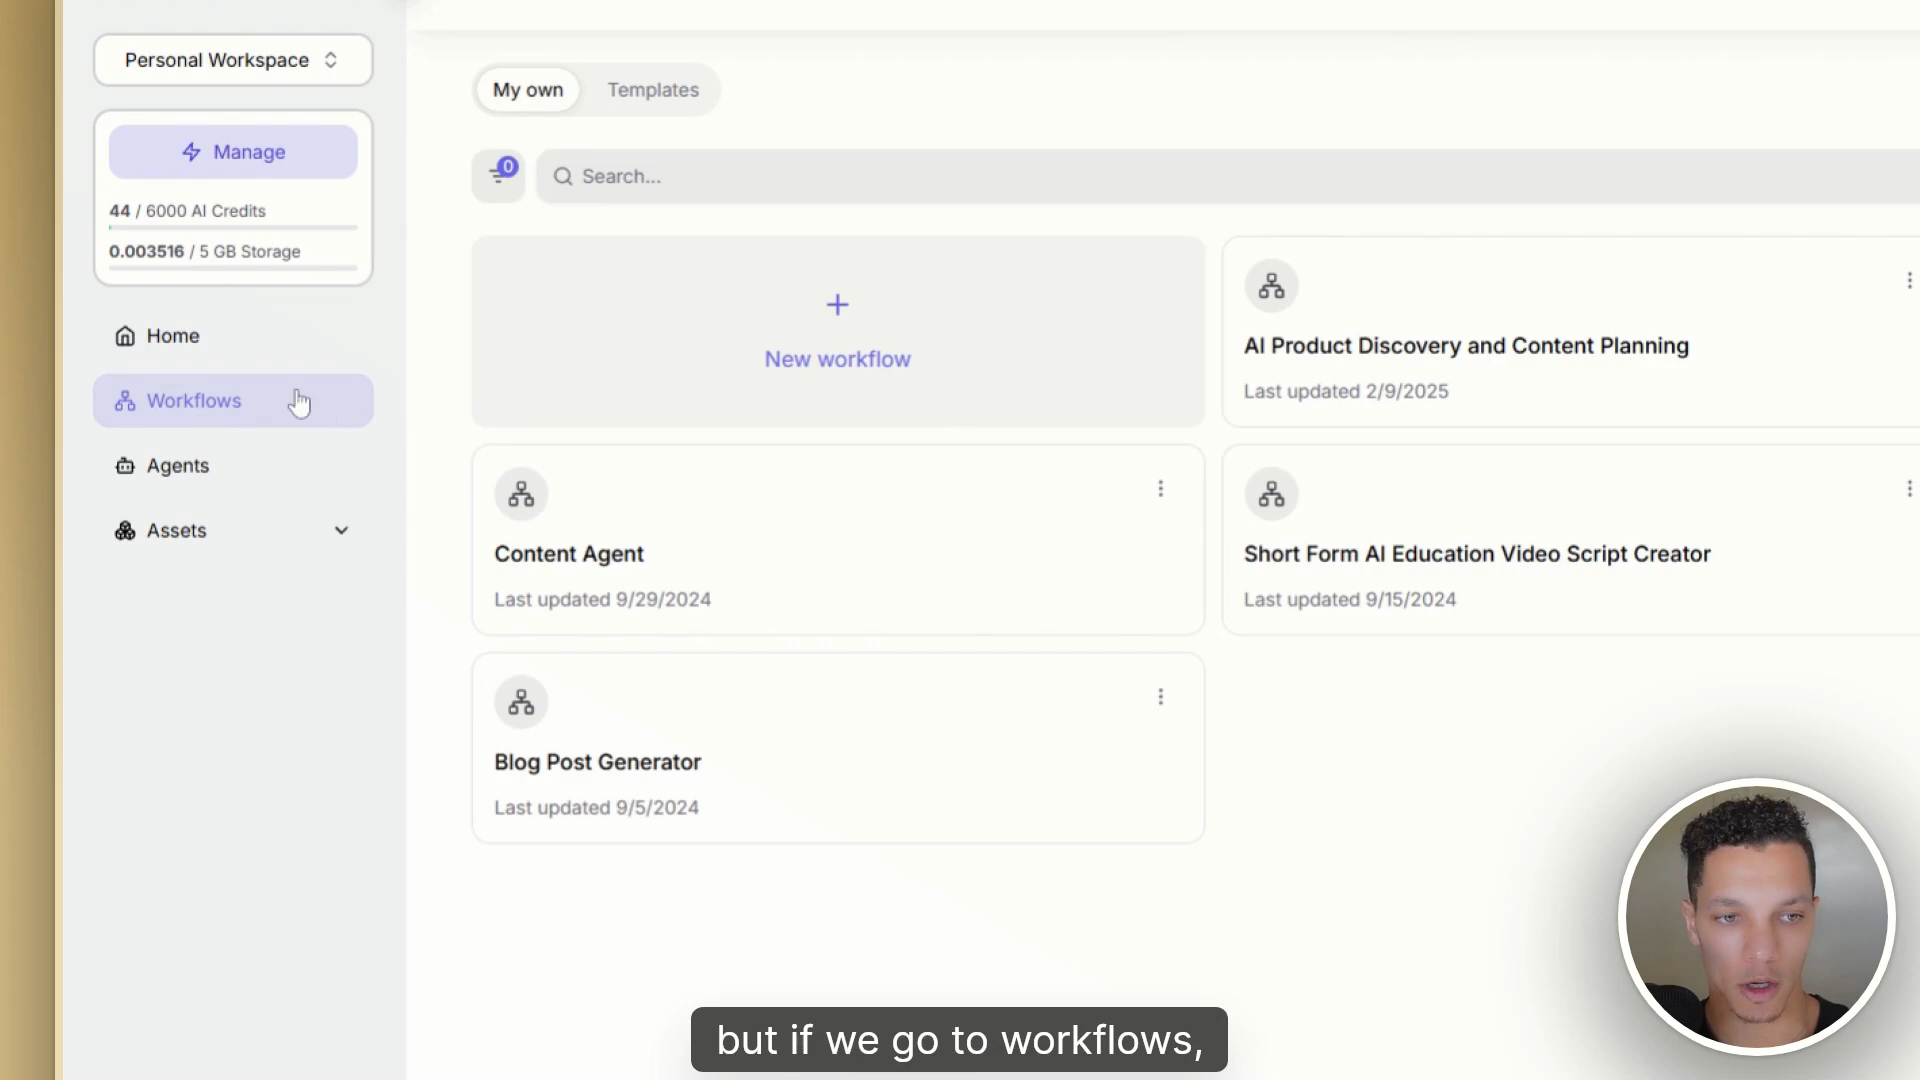 Personal Workspace
Manage
44 / 6000 AI Credits
0.003516 / 5 GB Storage
Home
Workflows
Agents
Assets
My own
Templates
0
Search...
New workflow
AI Product Discovery and Content Planning
Last updated 2/9/2025
Content Agent
Last updated 9/29/2024
Short Form AI Education Video Script Creator
Last updated 9/15/2024
Blog Post Generator
Last updated 9/5/2024
but if we go to workflows,